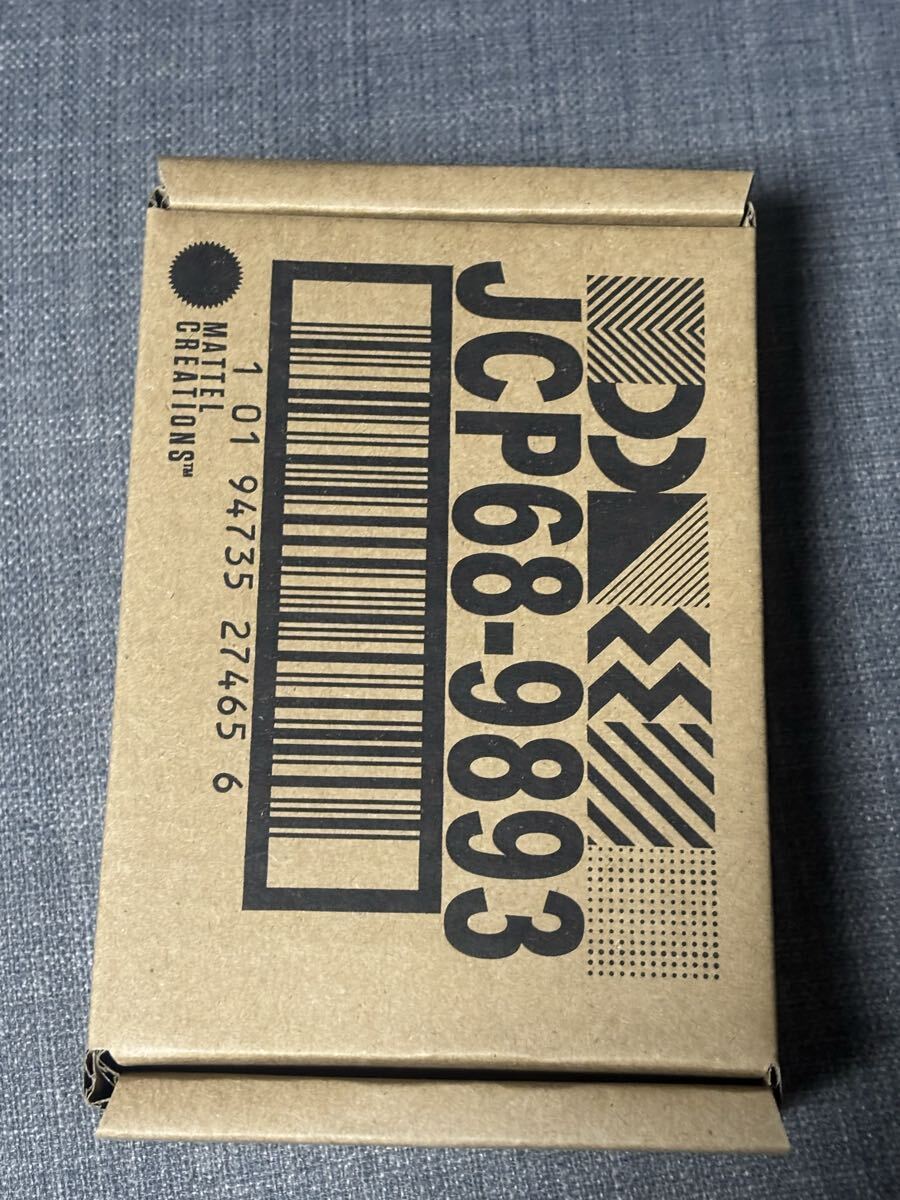 JCP68-9893
1 01 94735 27465 6
MATTEL
CREATIONS™